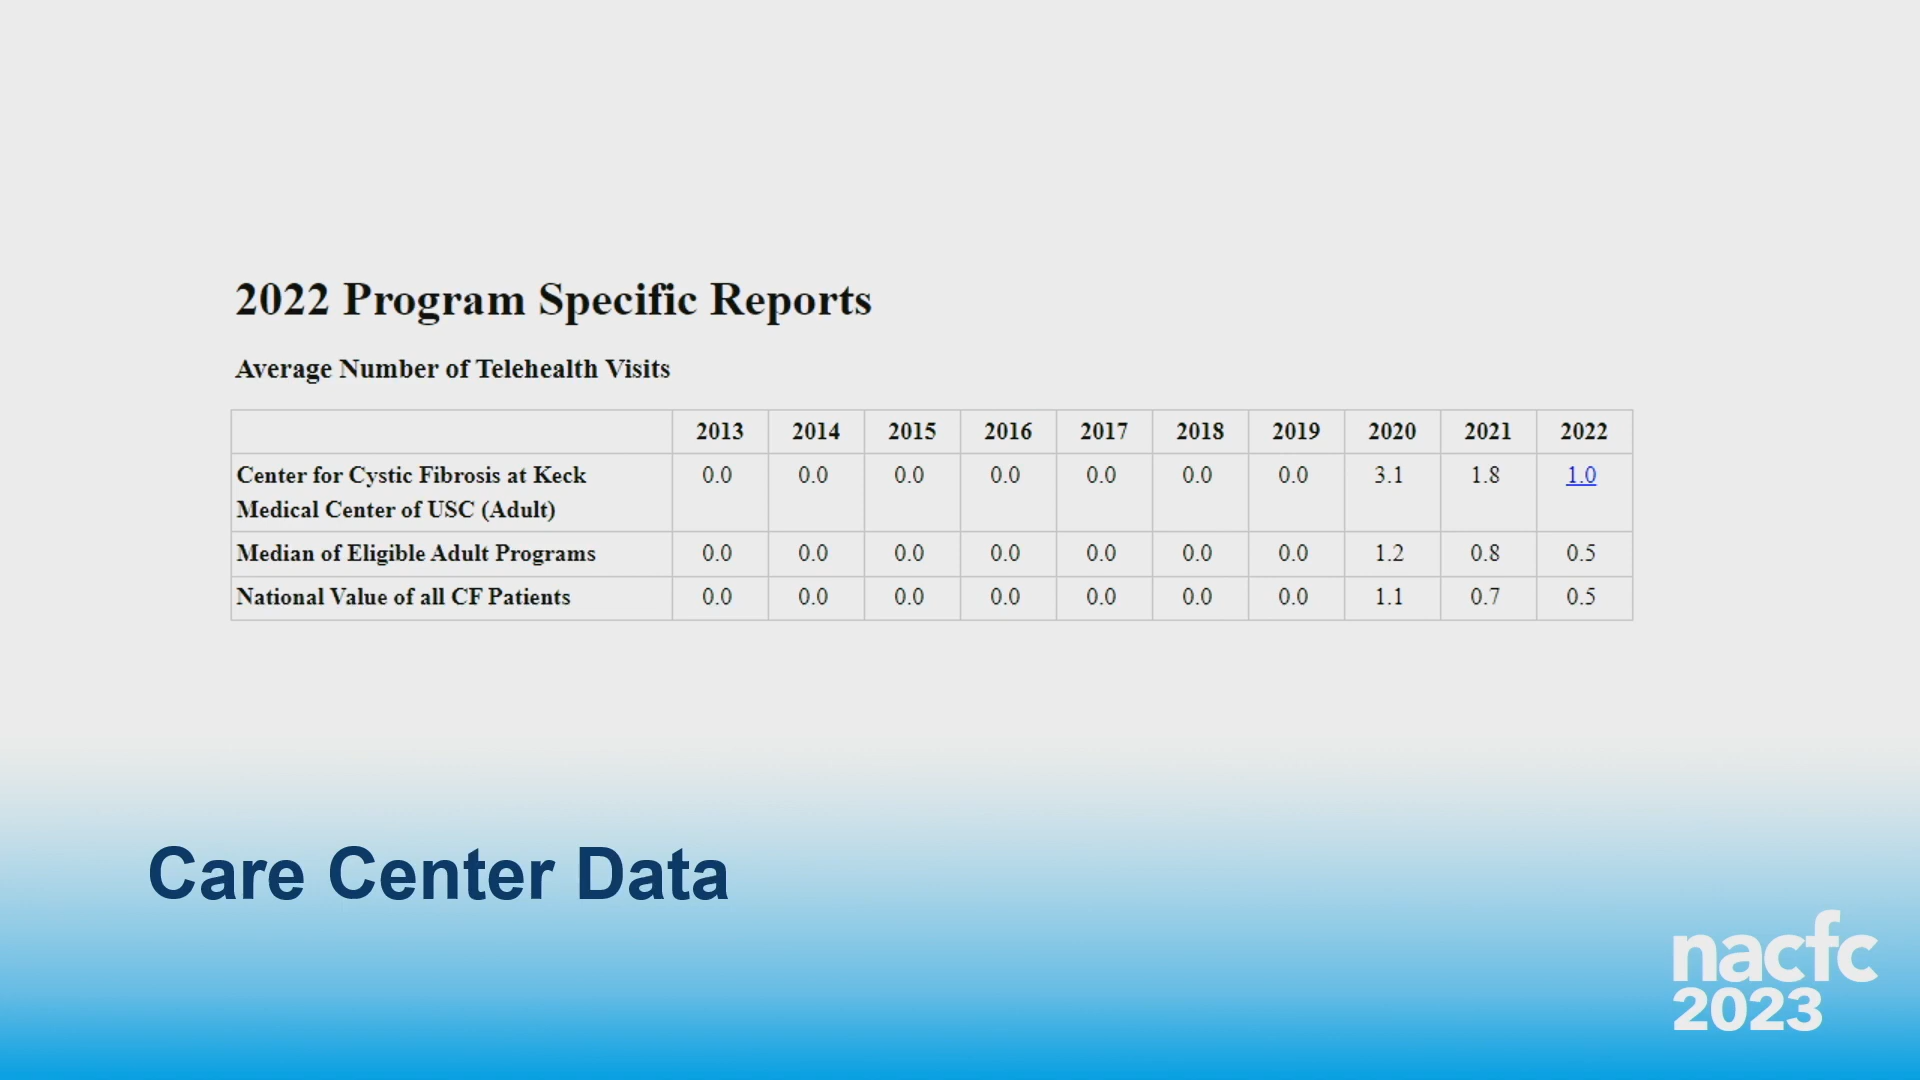 2022 Program Specific Reports
Average Number of Telehealth Visits
2013 2014 2015 2016 2017 2018 2019 2020 2021 2022
Center for Cystic Fibrosis at Keck 0.0 0.0 0.0 0.0 0.0 0.0 0.0 3.1 1.8 1.0
Medical Center of USC (Adult)
Median of Eligible Adult Programs 0.0 0.0 0.0 0.0 0.0 0.0 0.0 1.2 0.8 0.5
National Value of all CF Patients 0.0 0.0 0.0 0.0 0.0 0.0 0.0 1.1 0.7 0.5
Care Center Data
nacfc
2023